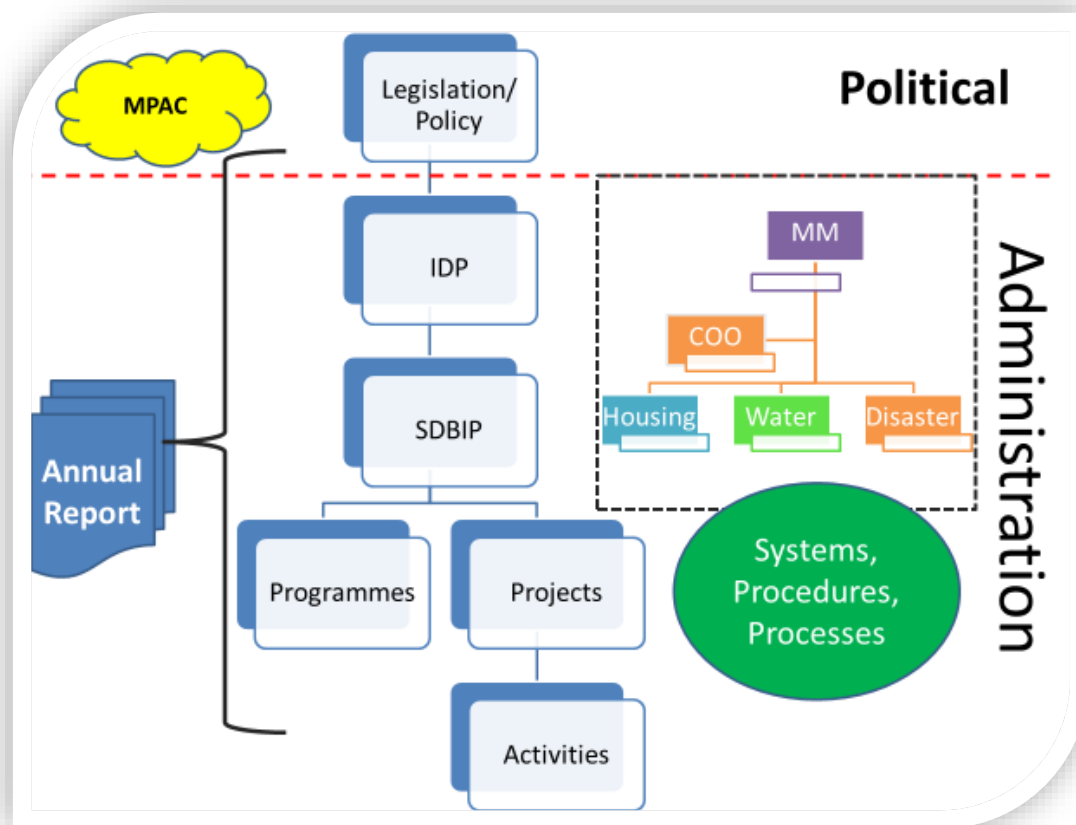 MPAC
Legislation/
Policy
Political
IDP
MM
COO
Housing
Water
Disaster
Administration
SDBIP
Annual
Report
Programmes
Projects
Systems,
Procedures,
Processes
Activities